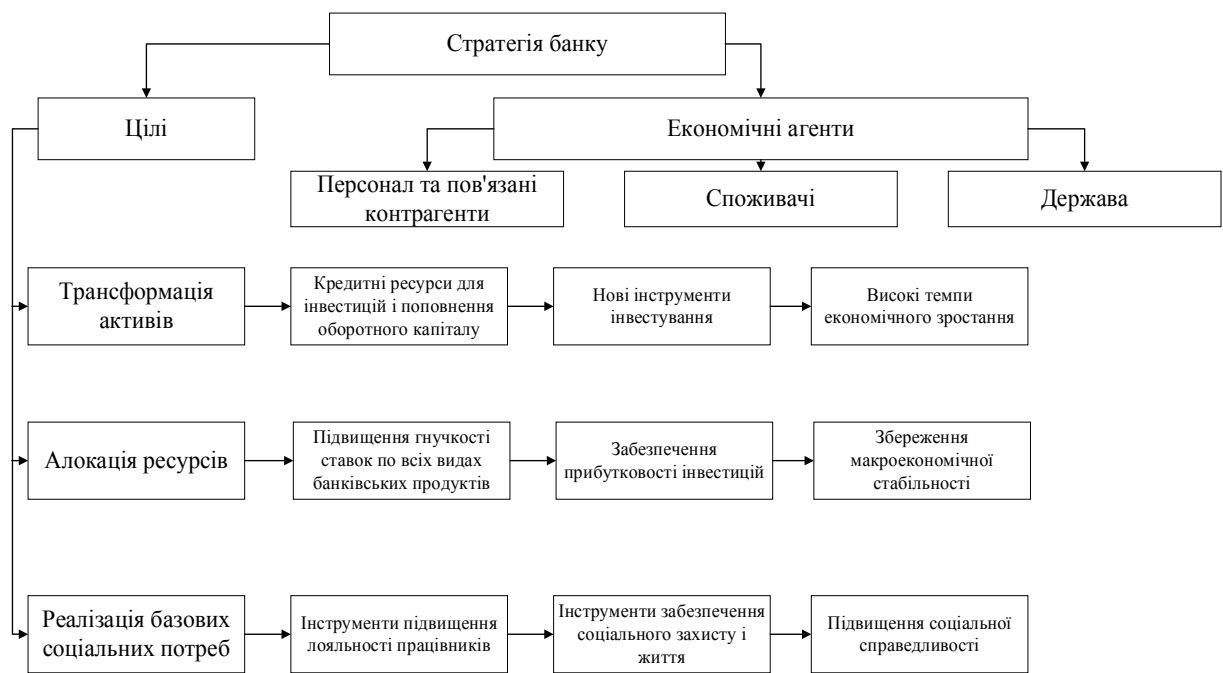 Стратегія банку
Цілі
Економічні агенти
Персонал та пов'язані
контрагенти
Споживачі
Держава
Трансформація
активів
Кредитні ресурси для
інвестицій і поповнення
оборотного капіталу
Нові інструменти
інвестування
Високі темпи
економічного зростання
Алокація ресурсів
Підвищення гнучкості
ставок по всіх видах
банківських продуктів
Забезпечення
прибутковості інвестицій
Збереження
макроекономічної
стабільності
Реалізація базових
соціальних потреб
Інструменти підвищення
лояльності працівників
Інструменти забезпечення
соціального захисту і
життя
Підвищення соціальної
справедливості